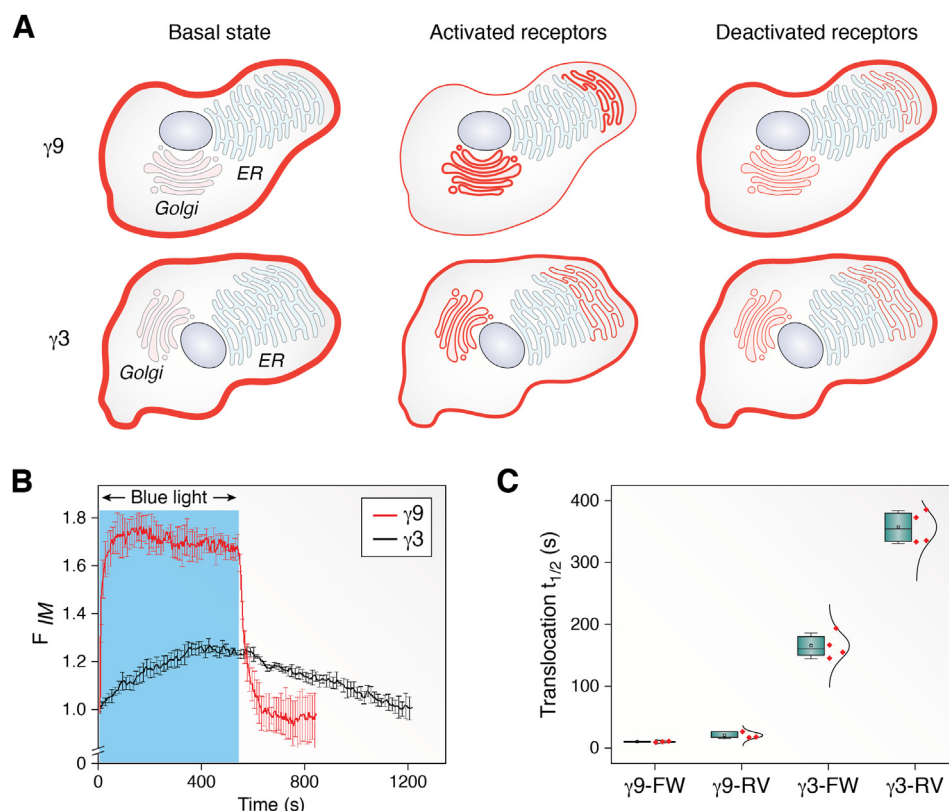 A
Basal state
Activated receptors
Deactivated receptors
γ9
ER
Golgi
γ3
Golgi
ER
B
Blue light
γ9
γ3
1.8
1.6
1.4
1.2
1.0
0
F IM
0
400
800
1200
Time (s)
C
400
300
200
100
0
Translocation t1/2 (s)
γ9-FW
γ9-RV
γ3-FW
γ3-RV